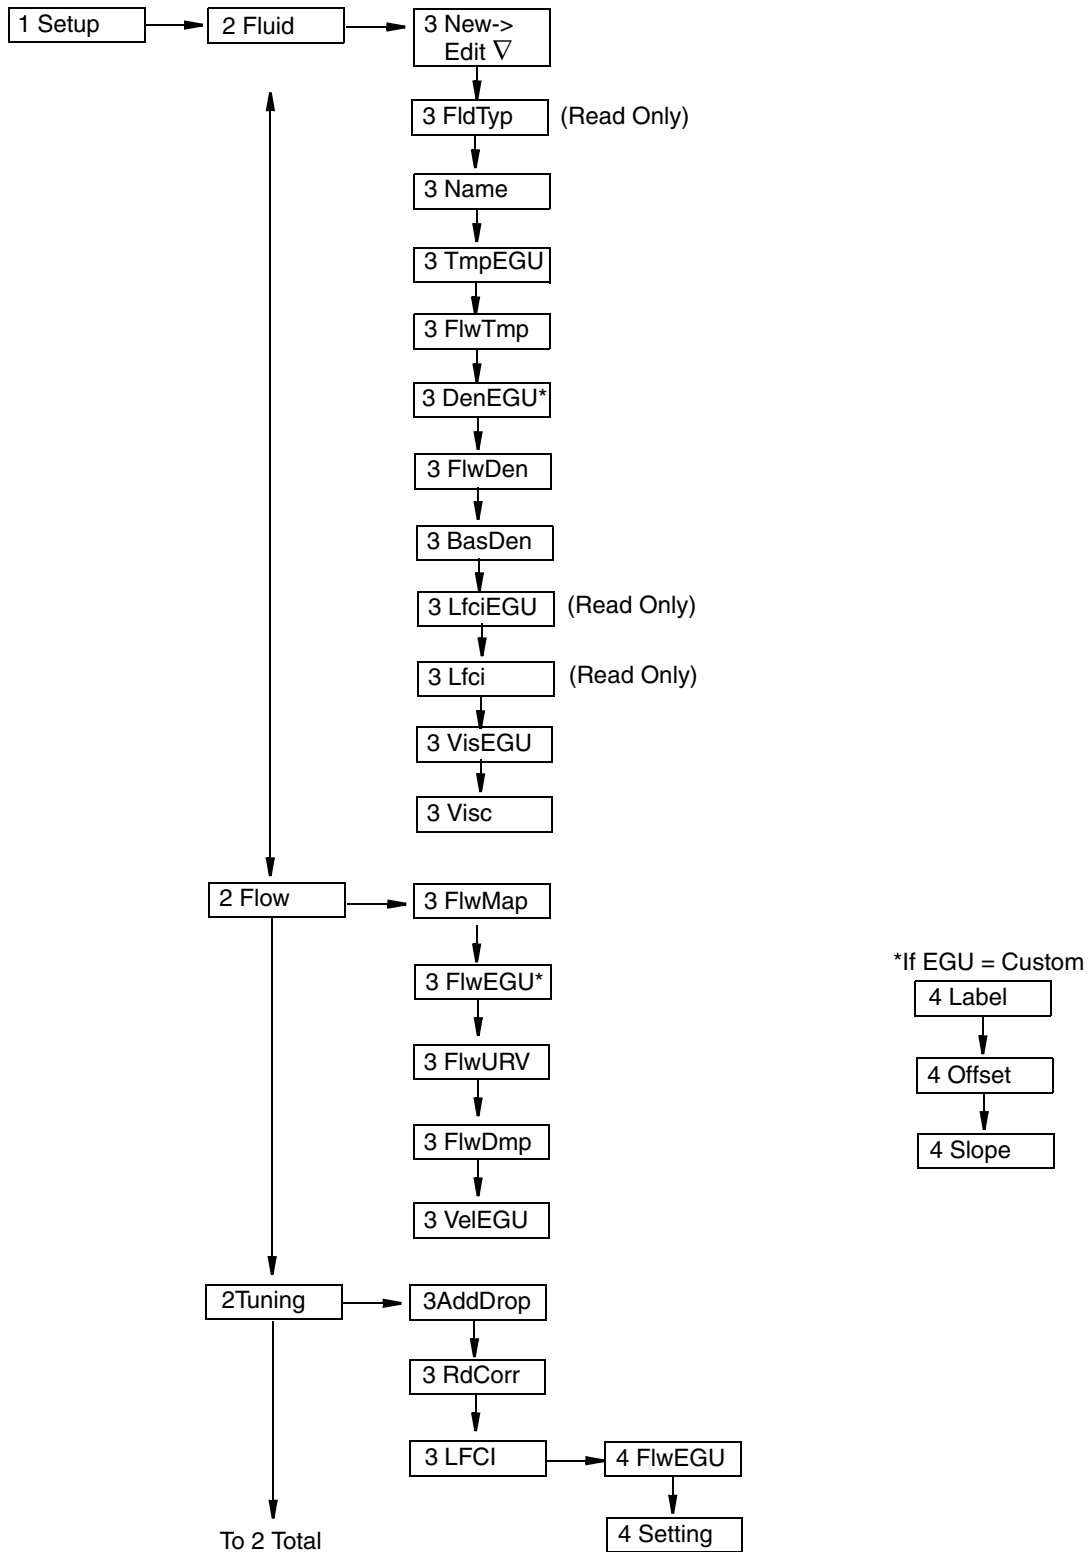 1 Setup
2 Fluid
3 New->
Edit ∇
3 FldTyp
(Read Only)
3 Name
3 TmpEGU
3 FlwTmp
3 DenEGU*
3 FlwDen
3 BasDen
3 LfciEGU
(Read Only)
3 Lfci
(Read Only)
3 VisEGU
3 Visc
2 Flow
3 FlwMap
3 FlwEGU*
3 FlwURV
3 FlwDmp
3 VelEGU
*If EGU = Custom
4 Label
4 Offset
4 Slope
2Tuning
3AddDrop
3 RdCorr
3 LFCI
4 FlwEGU
4 Setting
To 2 Total